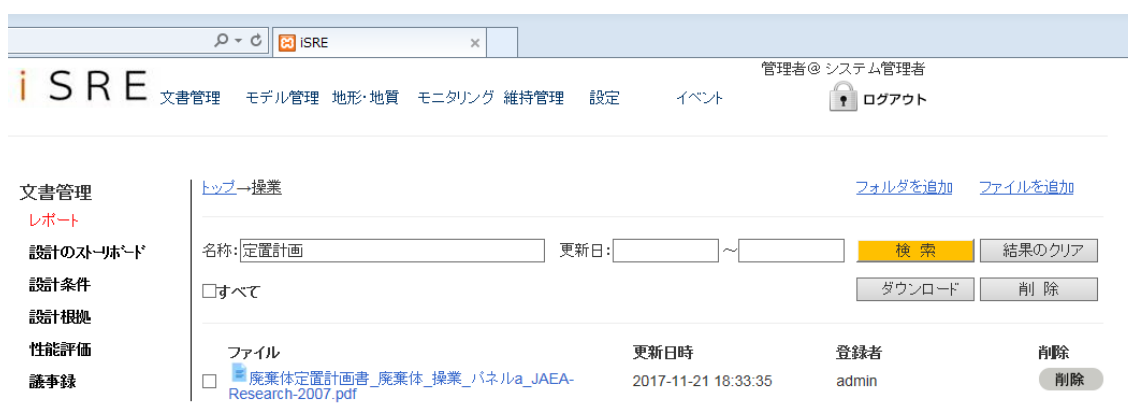 iSRE
管理者@システム管理者
iSRE 文書管理 モデル管理 地形・地質 モニタリング 維持管理 設定 イベント ログアウト
文書管理 トップ→操業 フォルダを追加 ファイルを追加
レポート
設計のストーリーボード 名称: 定置計画 更新日: ～ 検 索 結果のクリア
設計条件 すべて ダウンロード 削 除
設計根拠
性能評価 ファイル 更新日時 登録者 削除
議事録 廃棄体定置計画書_廃棄体_操業_パネルa_JAEA- 2017-11-21 18:33:35 admin 削除
Research-2007.pdf